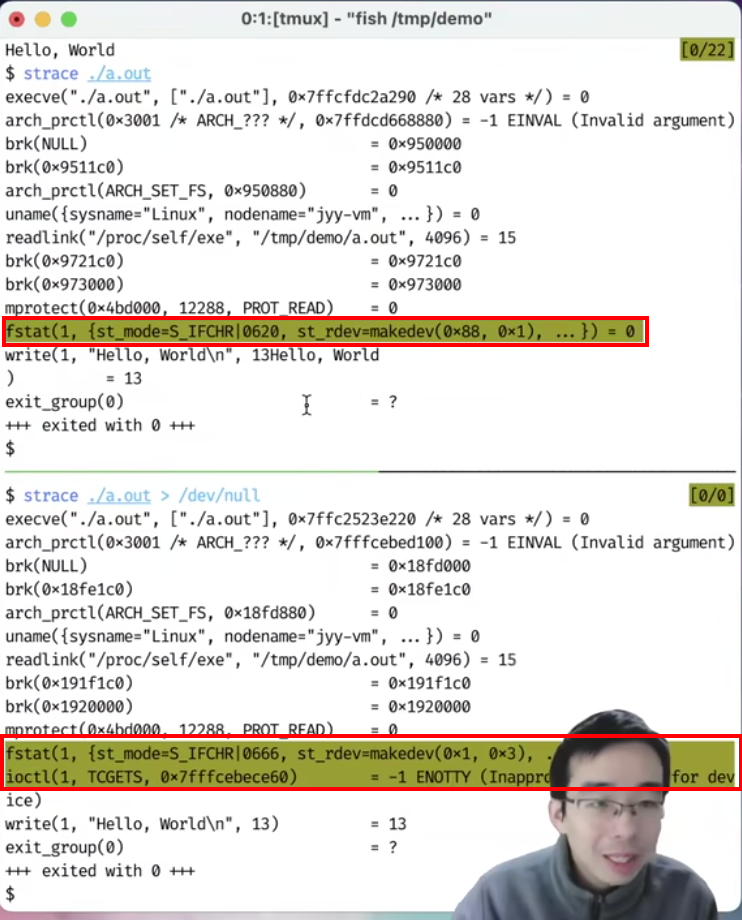 0:1:[tmux] - "fish /tmp/demo"
Hello, World [0/22]
$ strace ./a.out
execve("./a.out", ["./a.out"], 0×7ffcfdc2a290 /* 28 vars */) = 0
arch_prctl(0×3001 /* ARCH_??? */, 0×7ffdcd668880) = -1 EINVAL (Invalid argument)
brk(NULL) = 0×950000
brk(0×9511c0) = 0×9511c0
arch_prctl(ARCH_SET_FS, 0×950880) = 0
uname({sysname="Linux", nodename="jyy-vm", ...}) = 0
readlink("/proc/self/exe", "/tmp/demo/a.out", 4096) = 15
brk(0×9721c0) = 0×9721c0
brk(0×973000) = 0×973000
mprotect(0×4bd000, 12288, PROT_READ) = 0
fstat(1, {st_mode=S_IFCHR|0620, st_rdev=makedev(0×88, 0×1), ...}) = 0
write(1, "Hello, World\n", 13Hello, World
) = 13
exit_group(0) = ?
+++ exited with 0 +++
$
$ strace ./a.out > /dev/null [0/0]
execve("./a.out", ["./a.out"], 0×7ffc2523e220 /* 28 vars */) = 0
arch_prctl(0×3001 /* ARCH_??? */, 0×7fffcebed100) = -1 EINVAL (Invalid argument)
brk(NULL) = 0×18fd000
brk(0×18fe1c0) = 0×18fe1c0
arch_prctl(ARCH_SET_FS, 0×18fd880) = 0
uname({sysname="Linux", nodename="jyy-vm", ...}) = 0
readlink("/proc/self/exe", "/tmp/demo/a.out", 4096) = 15
brk(0×191f1c0) = 0×191f1c0
brk(0×1920000) = 0×1920000
mprotect(0×4bd000, 12288, PROT_READ) = 0
fstat(1, {st_mode=S_IFCHR|0666, st_rdev=makedev(0×1, 0×3), .
ioctl(1, TCGETS, 0×7fffcebece60) = -1 ENOTTY (Inappr for dev
ice)
write(1, "Hello, World\n", 13) = 13
exit_group(0) = ?
+++ exited with 0 +++
$